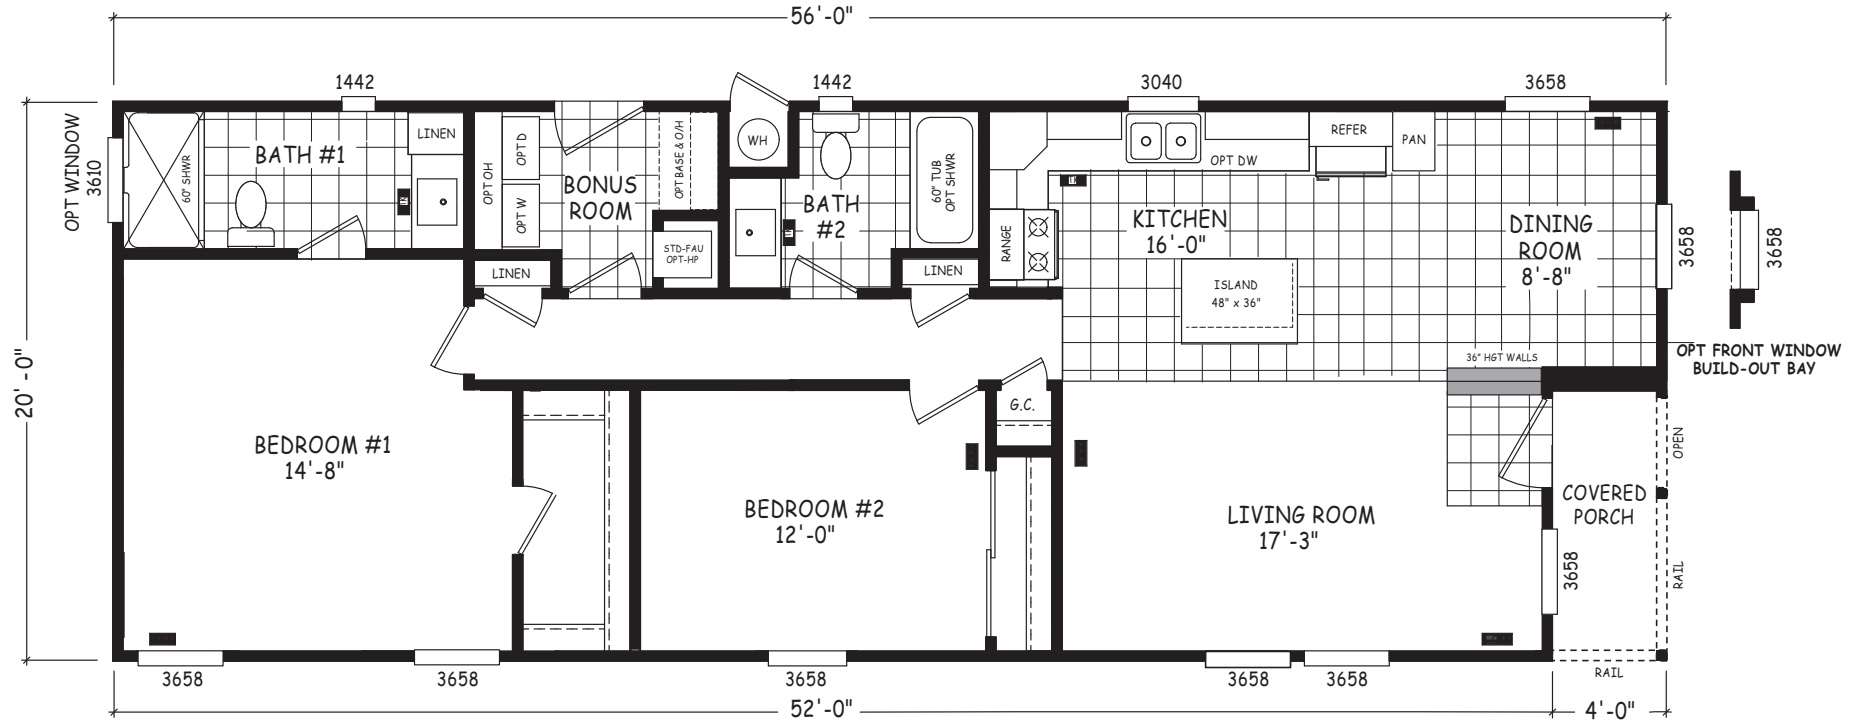 56'-0"
1442
1442
3040
3658
OPT WINDOW
3610
60" SHWR
BATH #1
LINEN
OPT OH
OPT D
OPT W
BONUS
ROOM
OPT BASE & O/H
STD-FAU
OPT-HP
WH
BATH
#2
60" TUB
OPT SHWR
LINEN
LINEN
RANGE
OPT DW
REFER
PAN
KITCHEN
16'-0"
ISLAND
48" x 36"
DINING
ROOM
8'-8"
3658
3658
OPT FRONT WINDOW
BUILD-OUT BAY
36" HGT WALLS
20'-0"
BEDROOM #1
14'-8"
G.C.
BEDROOM #2
12'-0"
LIVING ROOM
17'-3"
COVERED
PORCH
OPEN
RAIL
3658
RAIL
3658
3658
3658
3658
3658
52'-0"
4'-0"